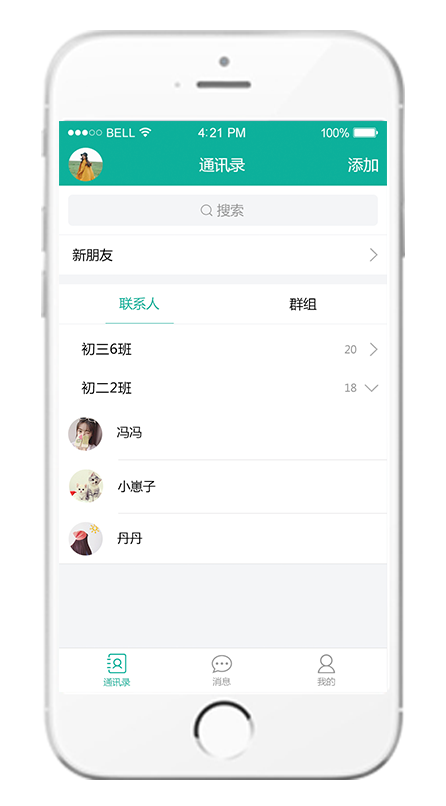 BELL 4:21 PM 100%
通讯录 添加
搜索
新朋友
联系人 群组
初三6班 20
初二2班 18
冯冯
小崽子
丹丹
通讯录 消息 我的